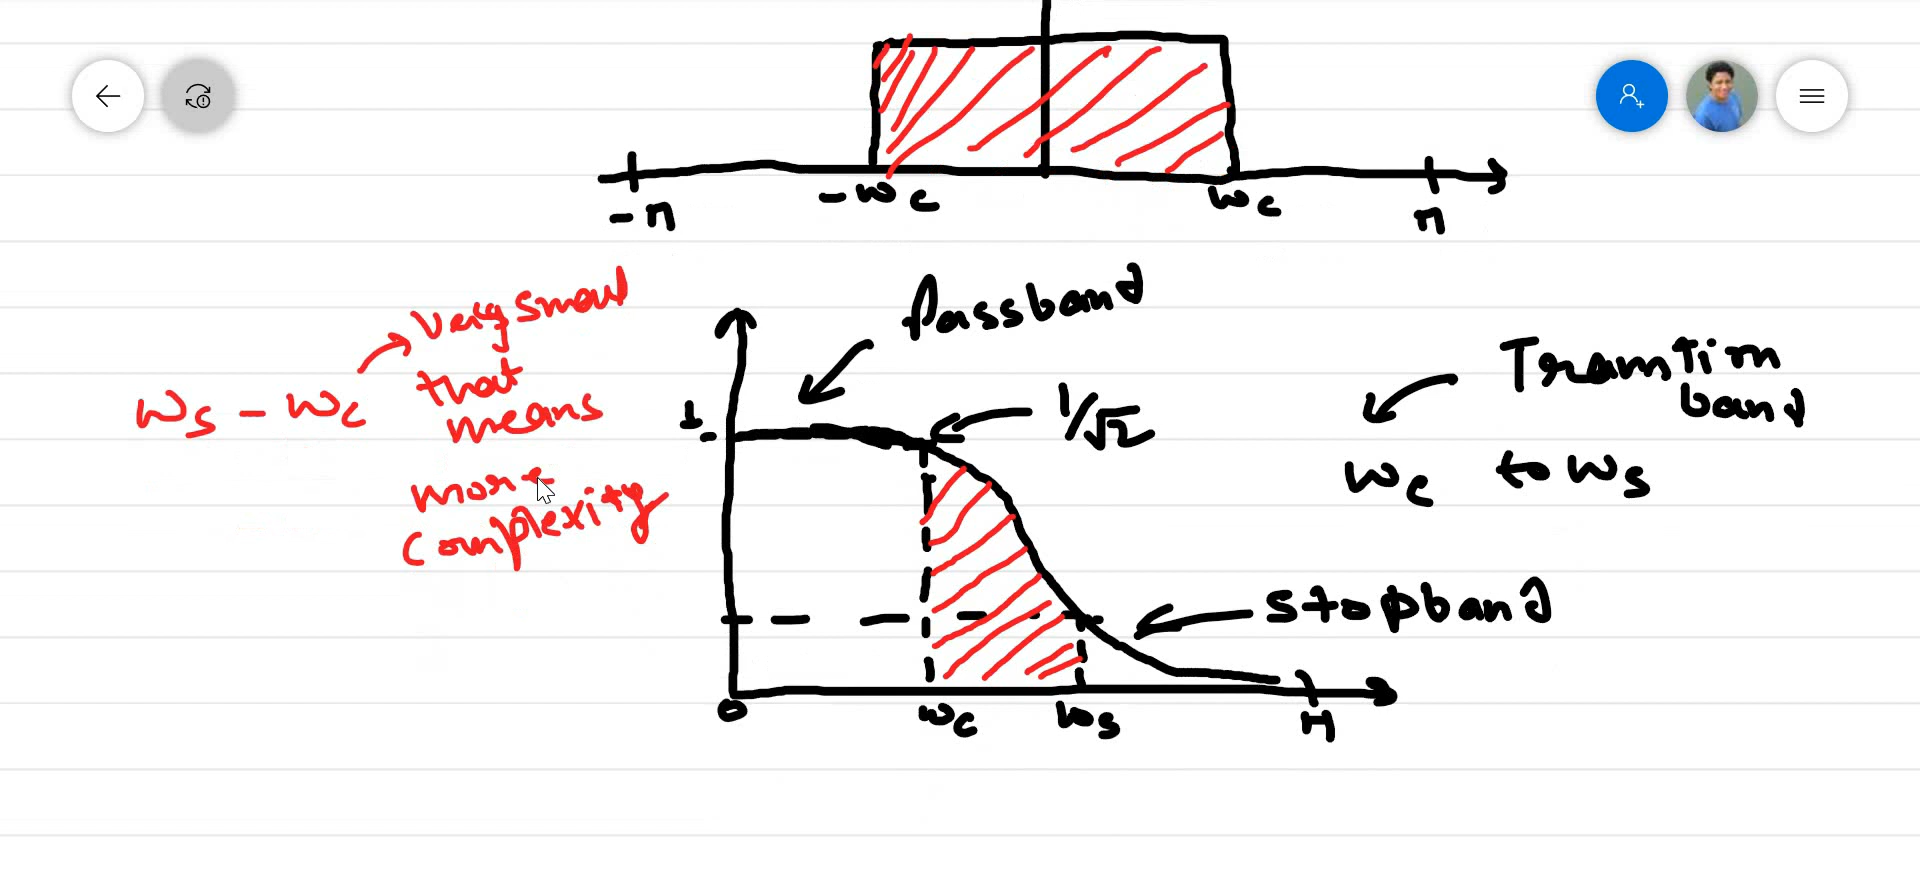 -π -ωc ωc π
Passband
very small
that
means
ωs - ωc
more
complexity
1
1/√2
Tramtion
band
ωc to ωs
stopband
0 ωc ωs π